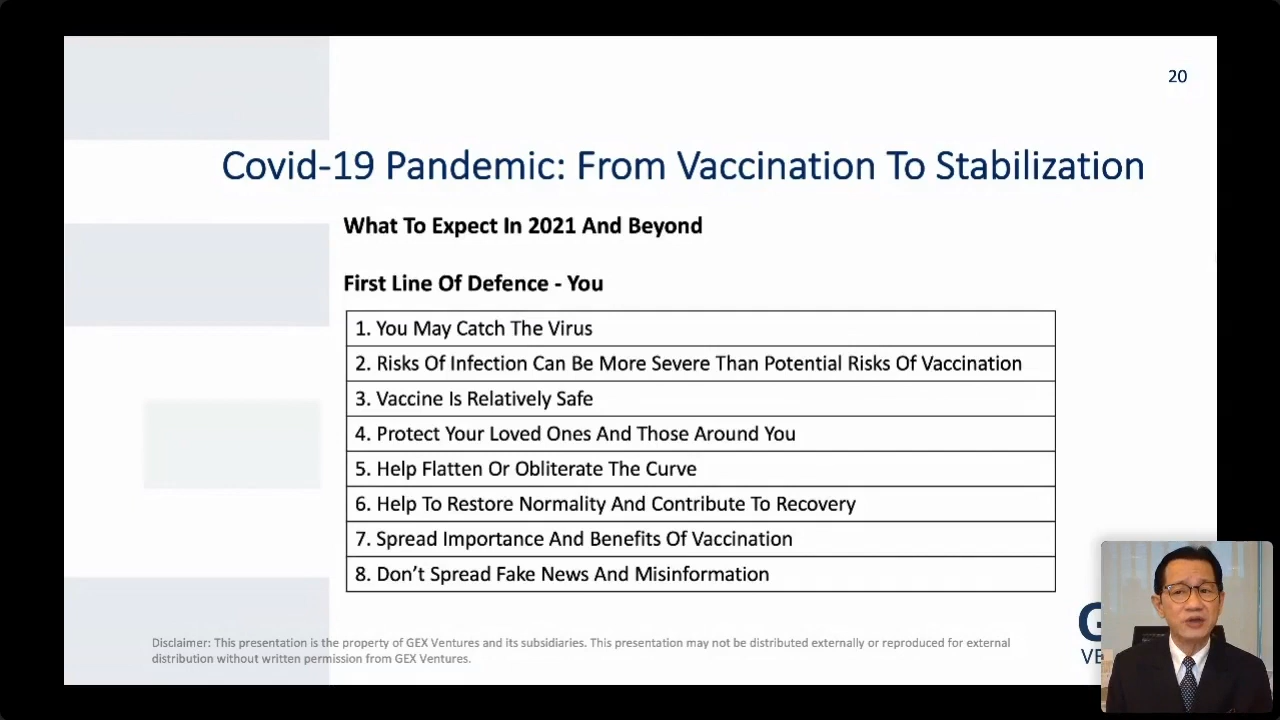 20
Covid-19 Pandemic: From Vaccination To Stabilization
What To Expect In 2021 And Beyond
First Line Of Defence - You
1. You May Catch The Virus
2. Risks Of Infection Can Be More Severe Than Potential Risks Of Vaccination
3. Vaccine Is Relatively Safe
4. Protect Your Loved Ones And Those Around You
5. Help Flatten Or Obliterate The Curve
6. Help To Restore Normality And Contribute To Recovery
7. Spread Importance And Benefits Of Vaccination
8. Don’t Spread Fake News And Misinformation
Disclaimer: This presentation is the property of GEX Ventures and its subsidiaries. This presentation may not be distributed externally or reproduced for external
distribution without written permission from GEX Ventures.